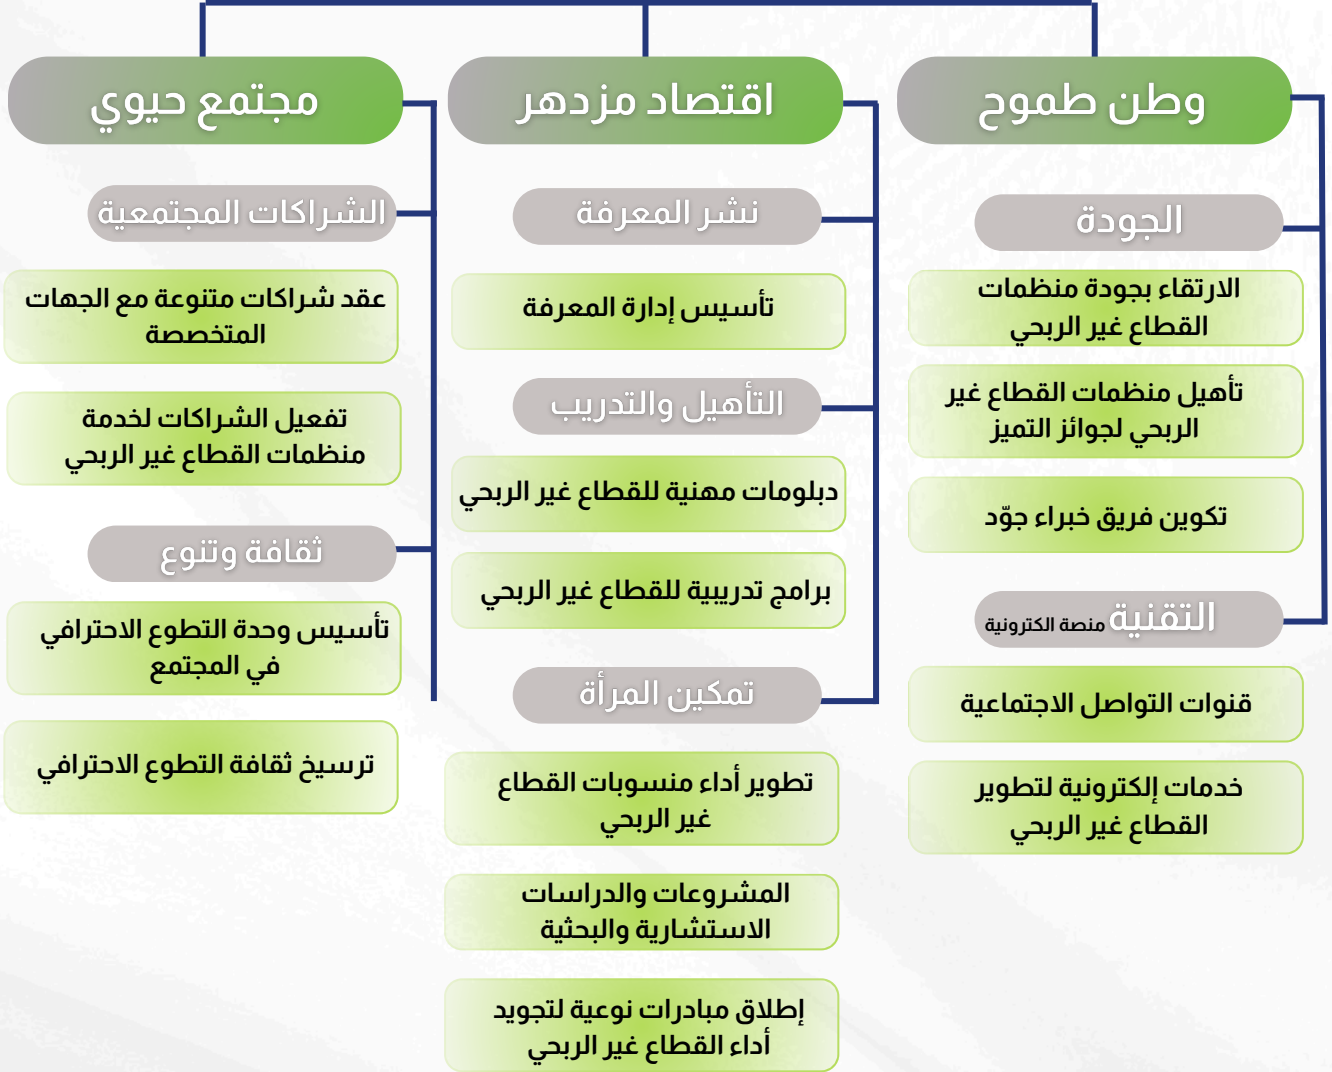 وطن طموح
الجودة
الارتقاء بجودة منظمات
القطاع غير الربحي
تأهيل منظمات القطاع غير
الربحي لجوائز التميز
تكوين فريق خبراء جوّد
التقنية منصة الكترونية
قنوات التواصل الاجتماعية
خدمات إلكترونية لتطوير
القطاع غير الربحي
اقتصاد مزدهر
نشر المعرفة
تأسيس إدارة المعرفة
التأهيل والتدريب
دبلومات مهنية للقطاع غير الربحي
برامج تدريبية للقطاع غير الربحي
تمكين المرأة
تطوير أداء منسوبات القطاع
غير الربحي
المشروعات والدراسات
الاستشارية والبحثية
إطلاق مبادرات نوعية لتجويد
أداء القطاع غير الربحي
مجتمع حيوي
الشراكات المجتمعية
عقد شراكات متنوعة مع الجهات
المتخصصة
تفعيل الشراكات لخدمة
منظمات القطاع غير الربحي
ثقافة وتنوع
تأسيس وحدة التطوع الاحترافي
في المجتمع
ترسيخ ثقافة التطوع الاحترافي